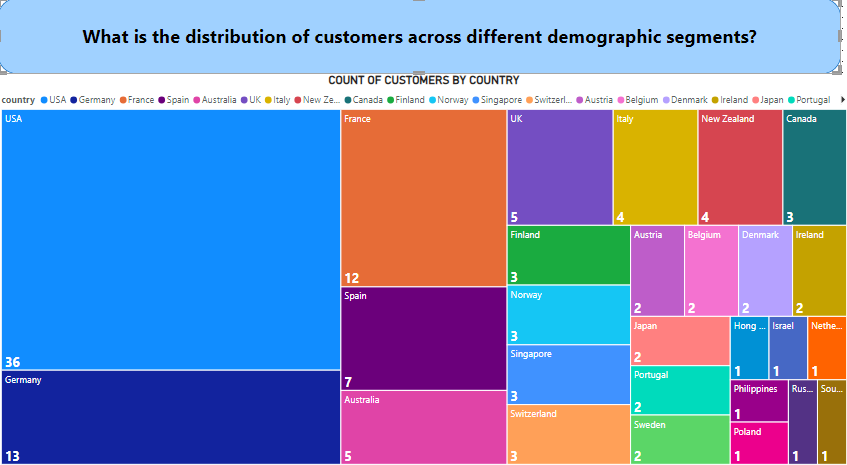 What is the distribution of customers across different demographic segments?
COUNT OF CUSTOMERS BY COUNTRY
country USA Germany France Spain Australia UK Italy New Ze... Canada Finland Norway Singapore Switzerl... Austria Belgium Denmark Ireland Japan Portugal
USA
36
Germany
13
France
12
Spain
7
Australia
5
UK
5
Italy
4
New Zealand
4
Canada
3
Finland
3
Norway
3
Singapore
3
Switzerland
3
Austria
2
Belgium
2
Denmark
2
Ireland
2
Japan
2
Portugal
2
Sweden
2
Hong ...
1
Israel
1
Nethe...
1
Philippines
1
Poland
1
Rus...
1
Sou...
1